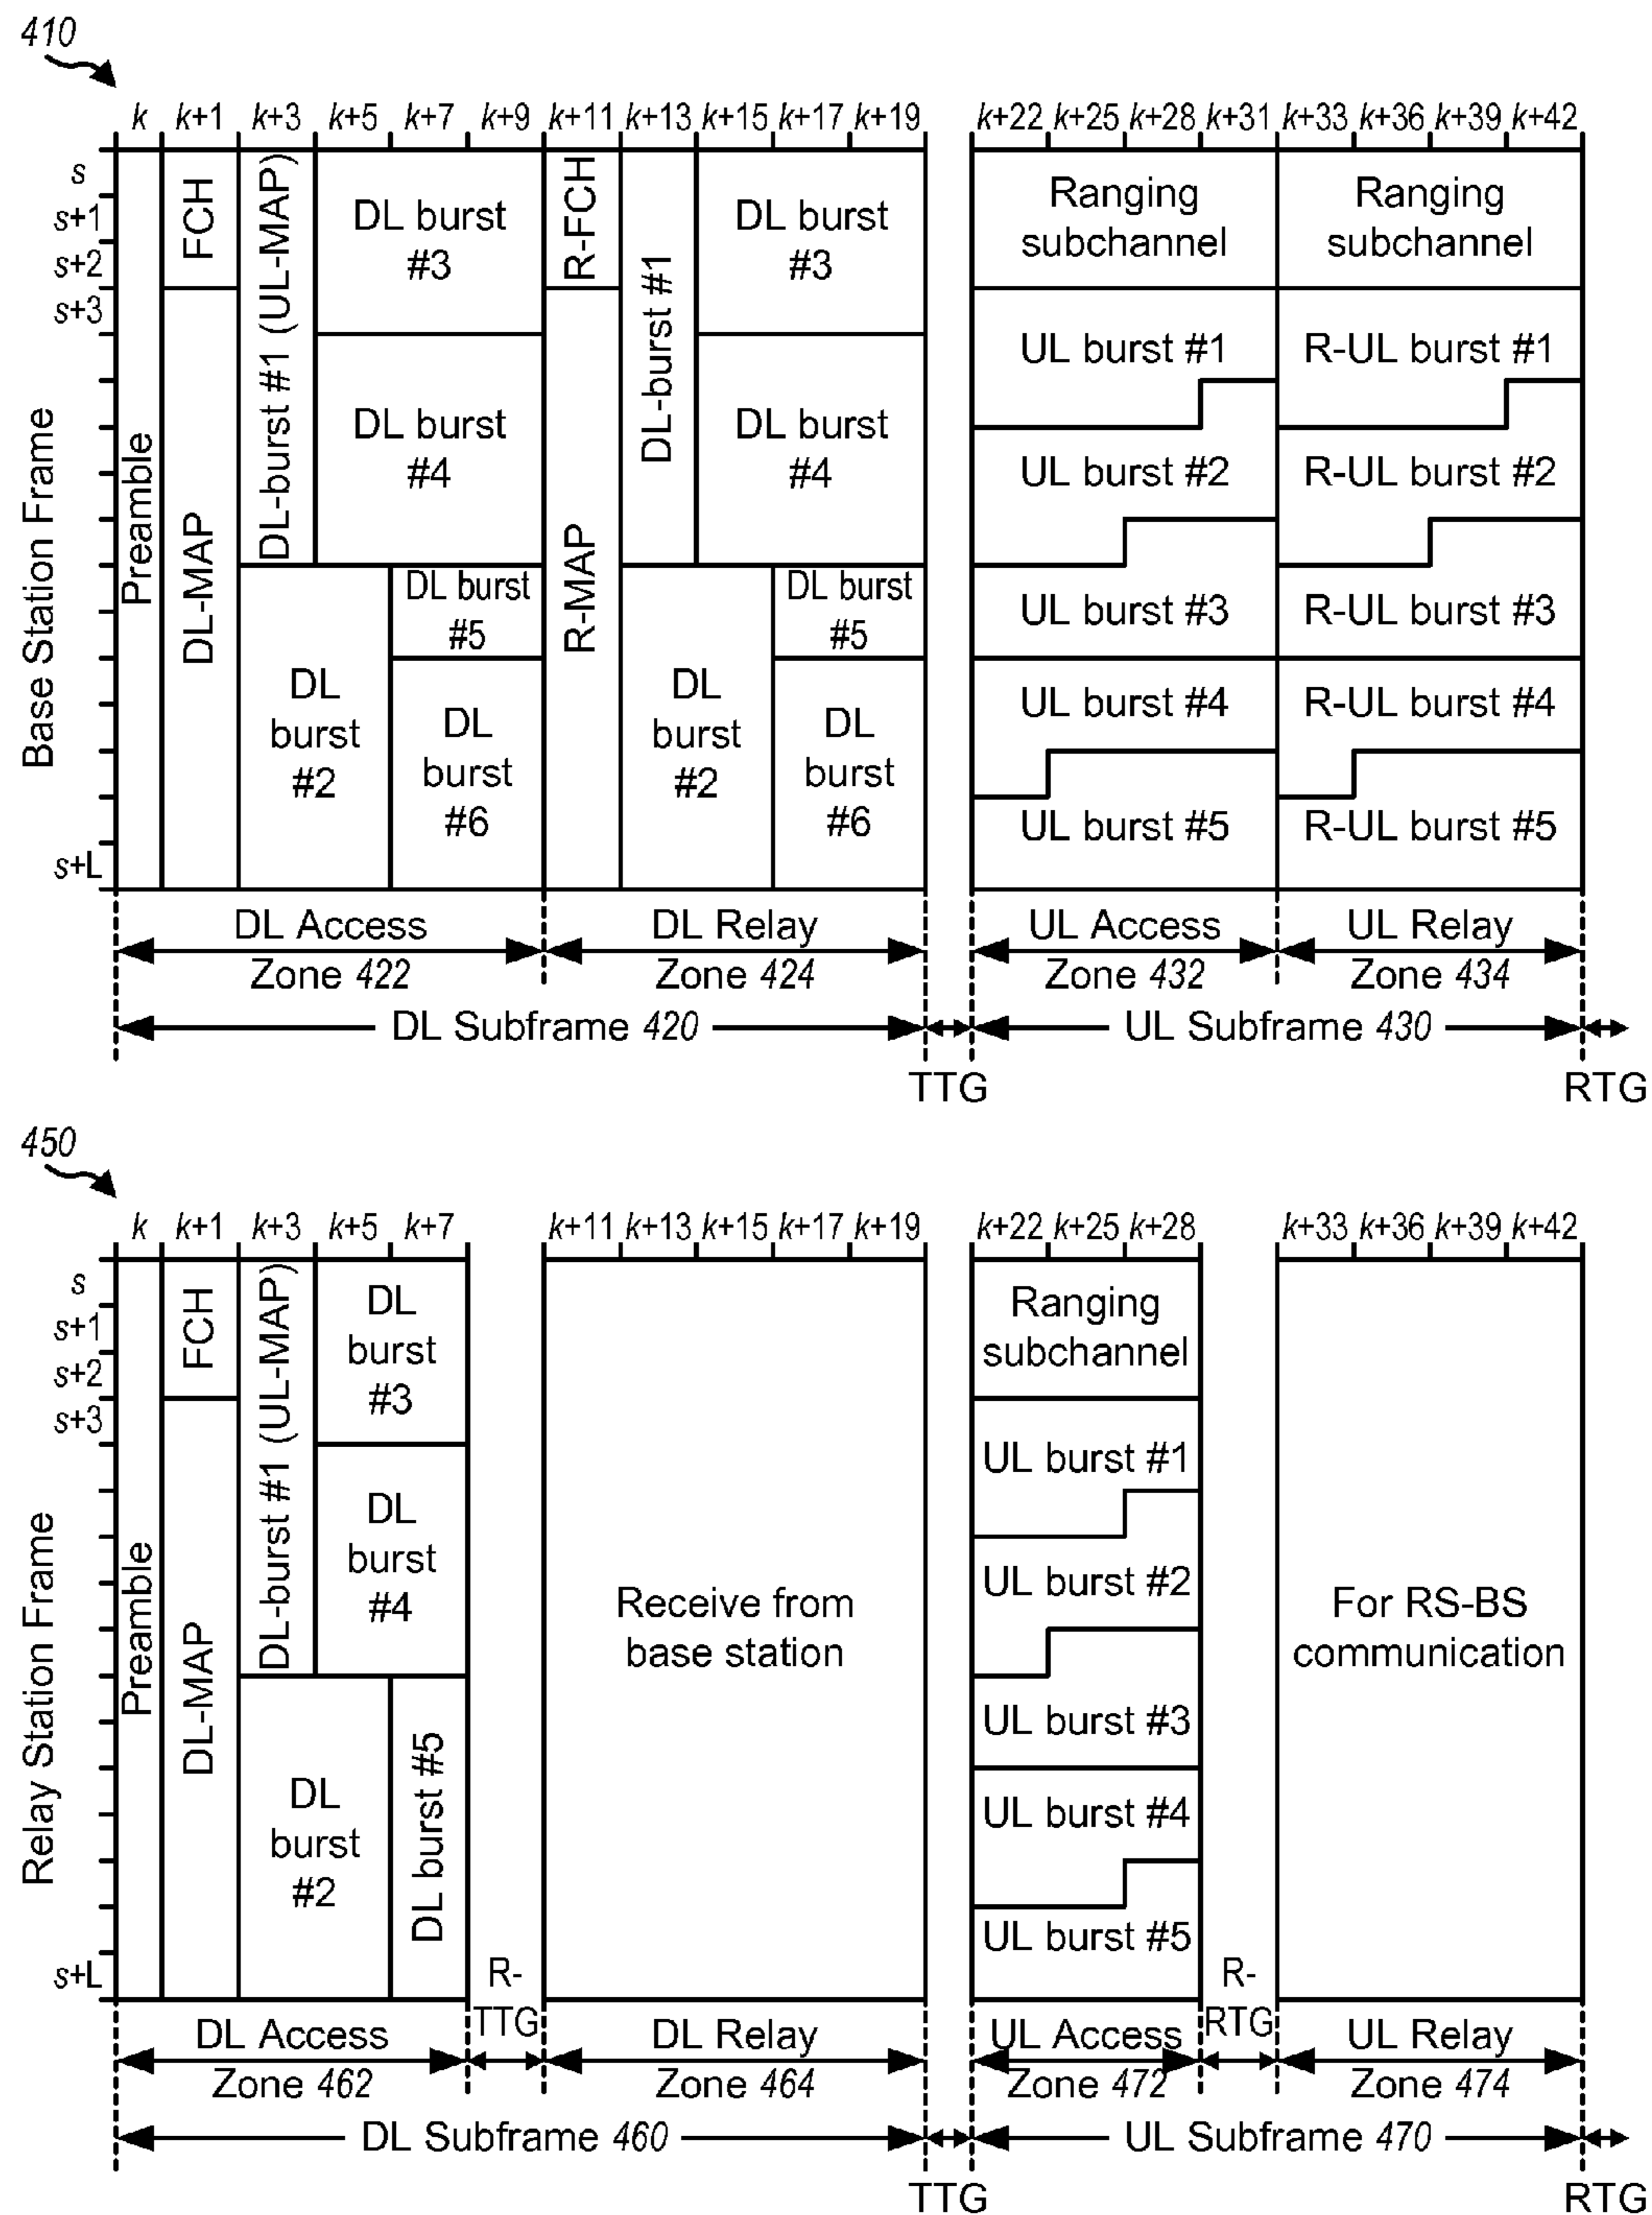 410
k k+1 k+3 k+5 k+7 k+9 k+11 k+13 k+15 k+17 k+19 k+22 k+25 k+28 k+31 k+33 k+36 k+39 k+42
s
s+1
s+2
s+3
s+L
Base Station Frame
Preamble
FCH
DL-MAP
DL-burst #1 (UL-MAP)
DL burst
#3
DL burst
#4
DL
burst
#2
DL burst
#5
DL
burst
#6
R-FCH
R-MAP
DL-burst #1
DL burst
#3
DL burst
#4
DL
burst
#2
DL burst
#5
DL
burst
#6
Ranging
subchannel
UL burst #1
UL burst #2
UL burst #3
UL burst #4
UL burst #5
Ranging
subchannel
R-UL burst #1
R-UL burst #2
R-UL burst #3
R-UL burst #4
R-UL burst #5
DL Access
Zone 422
DL Relay
Zone 424
UL Access
Zone 432
UL Relay
Zone 434
DL Subframe 420
UL Subframe 430
TTG
RTG
450
k k+1 k+3 k+5 k+7 k+11 k+13 k+15 k+17 k+19 k+22 k+25 k+28 k+33 k+36 k+39 k+42
s
s+1
s+2
s+3
s+L
Relay Station Frame
Preamble
FCH
DL-MAP
DL-burst #1 (UL-MAP)
DL
burst
#3
DL
burst
#4
DL
burst
#2
DL burst #5
R-
TTG
Receive from
base station
Ranging
subchannel
UL burst #1
UL burst #2
UL burst #3
UL burst #4
UL burst #5
R-
RTG
For RS-BS
communication
DL Access
Zone 462
DL Relay
Zone 464
UL Access
Zone 472
UL Relay
Zone 474
DL Subframe 460
UL Subframe 470
TTG
RTG